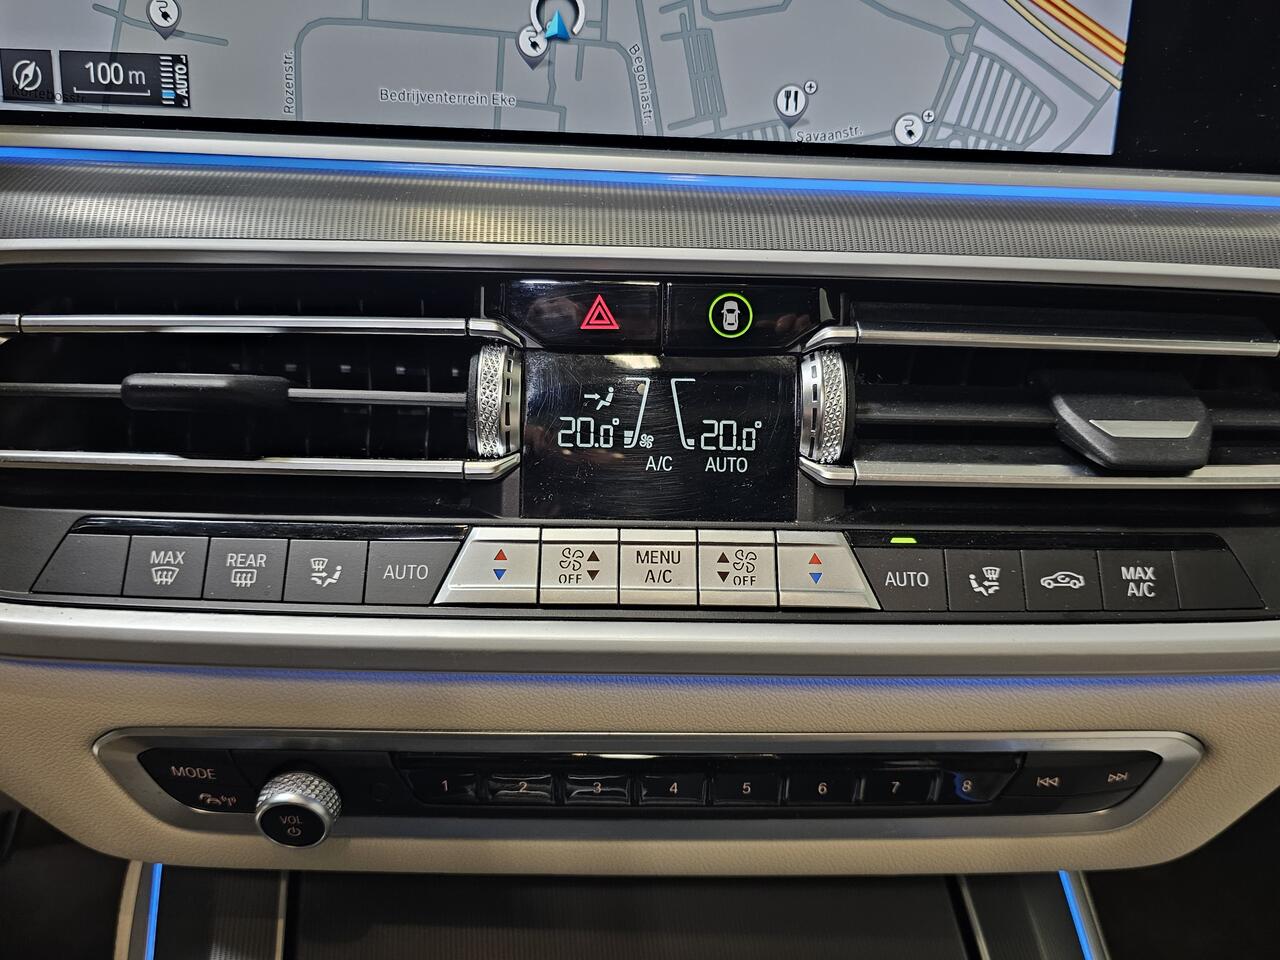 100 m
AUTO
Rozenstr.
Bedrijventerrein Eke
Begoniastr.
Savaanstr.
20.0°
20.0°
A/C
AUTO
MAX
REAR
AUTO
OFF
MENU
A/C
OFF
AUTO
MAX
A/C
MODE
VOL
1 2 3 4 5 6 7 8